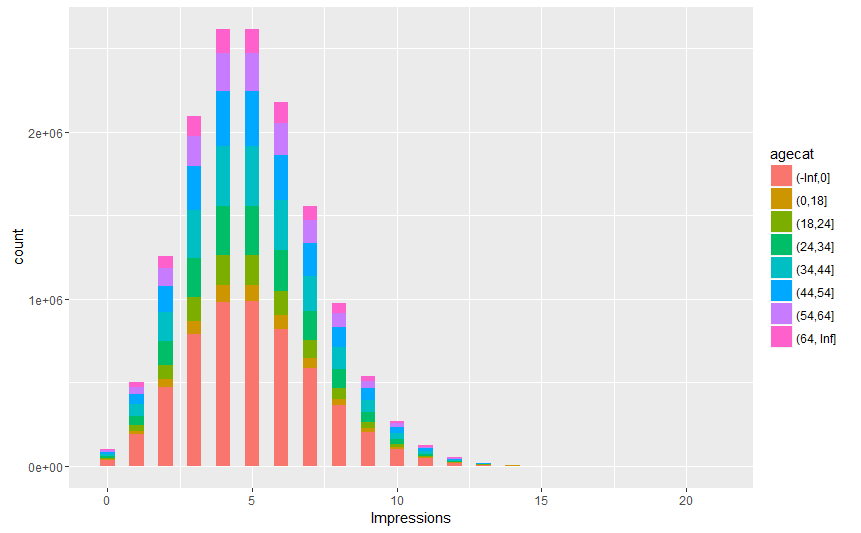 count
2e+06
1e+06
0e+00
0
5
10
15
20
Impressions
agecat
(-Inf,0]
(0,18]
(18,24]
(24,34]
(34,44]
(44,54]
(54,64]
(64, Inf]